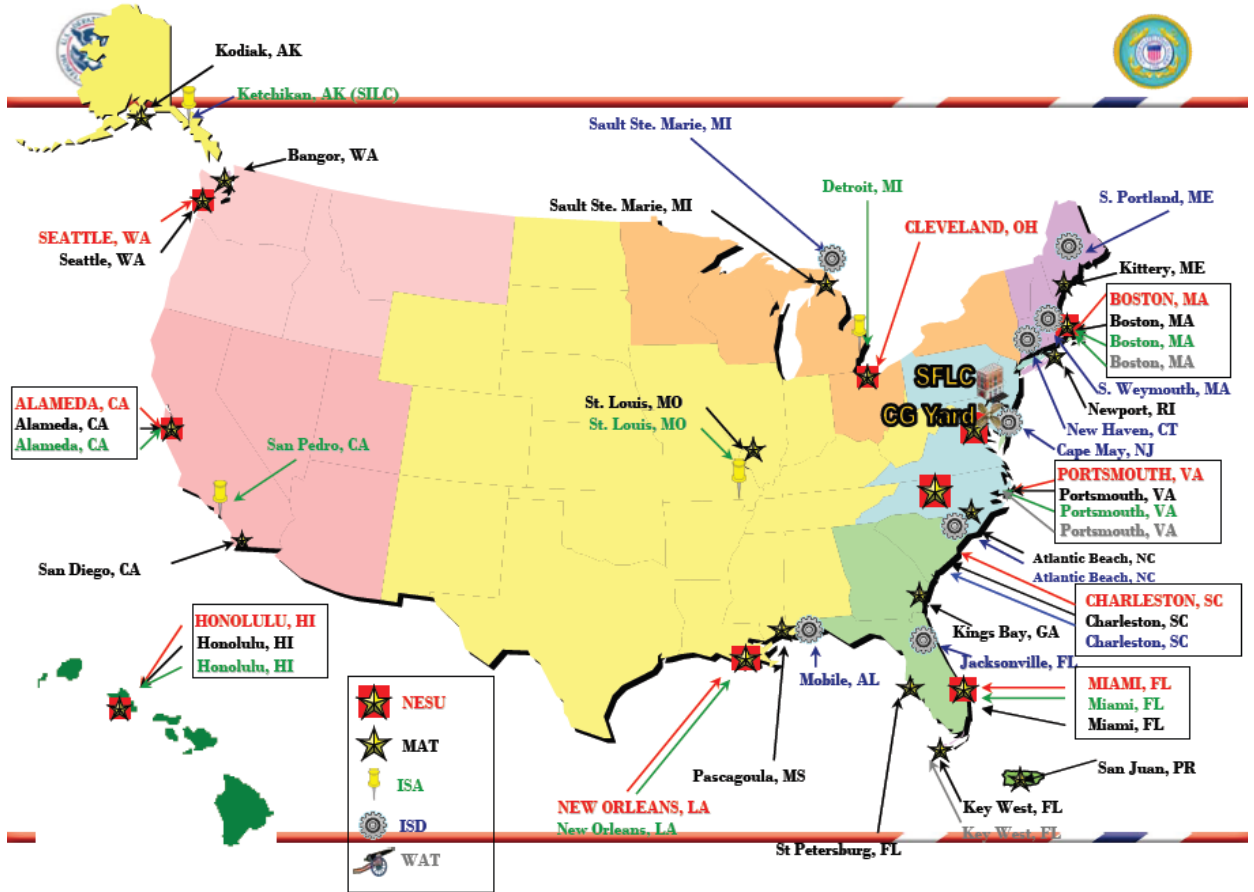 Kodiak, AK
Ketchikan, AK (SILC)
Bangor, WA
SEATTLE, WA
Seattle, WA
Sault Ste. Marie, MI
Sault Ste. Marie, MI
Detroit, MI
CLEVELAND, OH
S. Portland, ME
Kittery, ME
BOSTON, MA
Boston, MA
Boston, MA
Boston, MA
S. Weymouth, MA
Newport, RI
New Haven, CT
Cape May, NJ
SFLC
CG Yard
ALAMEDA, CA
Alameda, CA
Alameda, CA
San Pedro, CA
San Diego, CA
St. Louis, MO
St. Louis, MO
PORTSMOUTH, VA
Portsmouth, VA
Portsmouth, VA
Portsmouth, VA
Atlantic Beach, NC
Atlantic Beach, NC
CHARLESTON, SC
Charleston, SC
Charleston, SC
Kings Bay, GA
Jacksonville, FL
Mobile, AL
MIAMI, FL
Miami, FL
Miami, FL
HONOLULU, HI
Honolulu, HI
Honolulu, HI
Pascagoula, MS
NEW ORLEANS, LA
New Orleans, LA
San Juan, PR
Key West, FL
Key West, FL
St Petersburg, FL
NESU
MAT
ISA
ISD
WAT